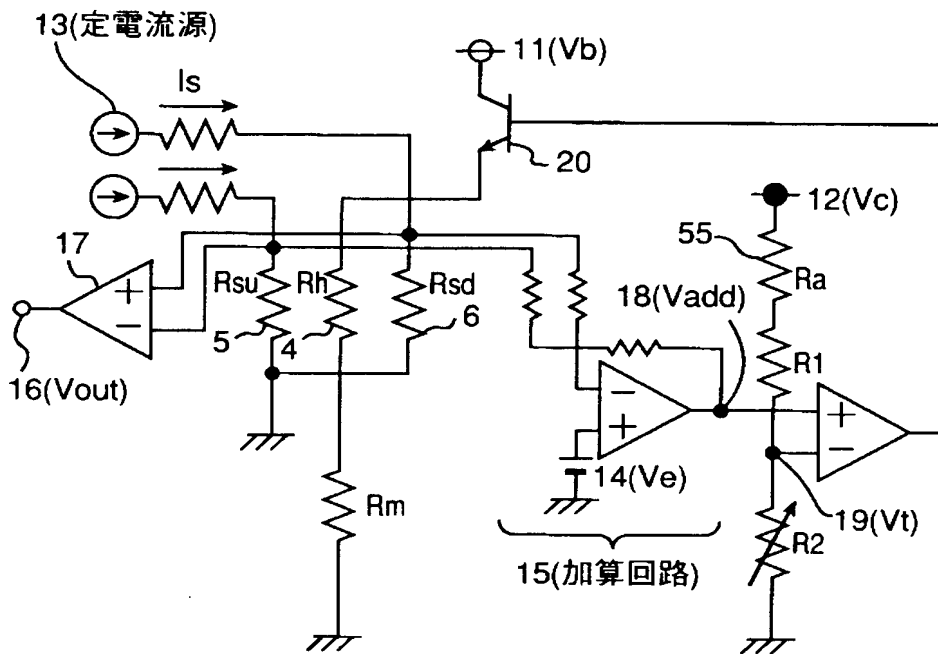 13(定電流源)
Is
11(Vb)
20
12(Vc)
55
Ra
17
+
−
Rsu
5
Rh
4
Rsd
6
18(Vadd)
R1
16(Vout)
−
+
+
−
14(Ve)
Rm
19(Vt)
R2
15(加算回路)